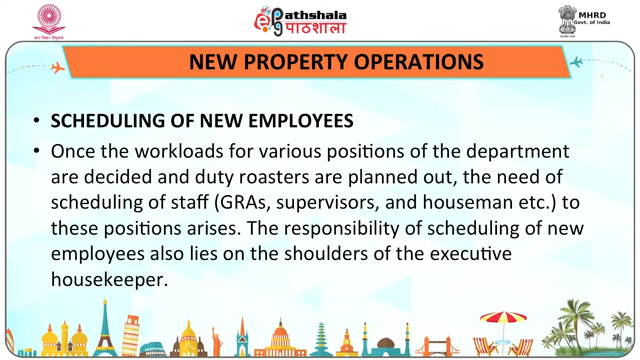 ePathshala
पाठशाला
MHRD
Govt. of India
NEW PROPERTY OPERATIONS
• SCHEDULING OF NEW EMPLOYEES
• Once the workloads for various positions of the department
are decided and duty roasters are planned out, the need of
scheduling of staff (GRAs, supervisors, and houseman etc.) to
these positions arises. The responsibility of scheduling of new
employees also lies on the shoulders of the executive
housekeeper.